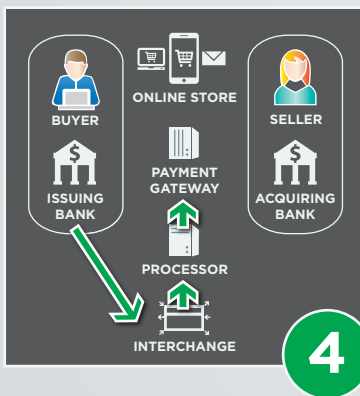 ONLINE STORE
BUYER
SELLER
$
$
PAYMENT
GATEWAY
ISSUING
BANK
ACQUIRING
BANK
PROCESSOR
INTERCHANGE
4